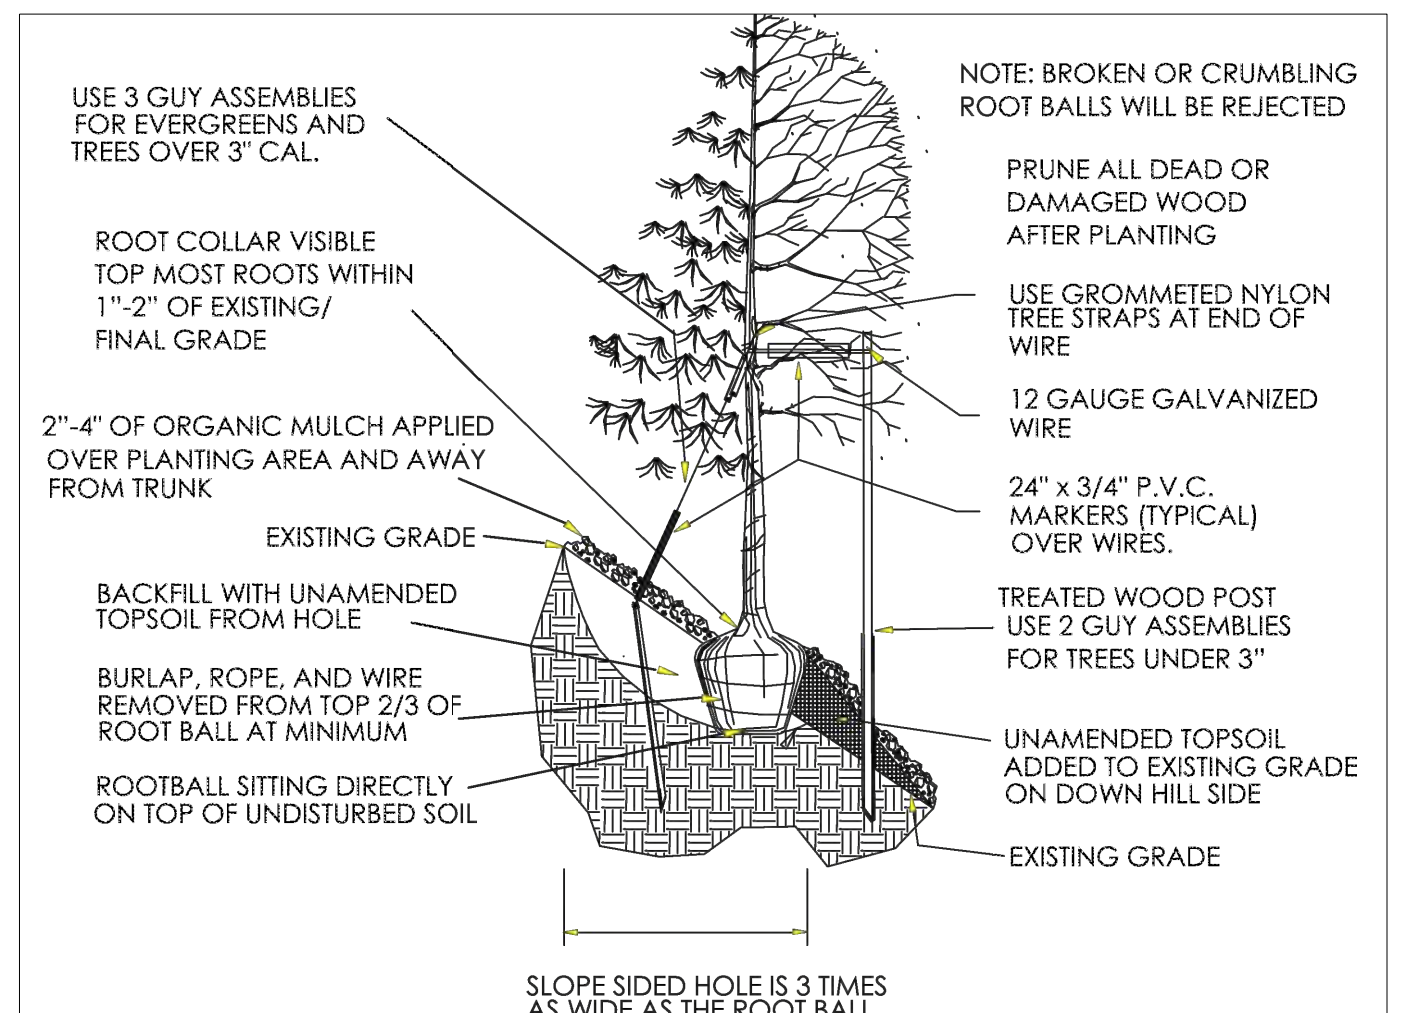 USE 3 GUY ASSEMBLIES
FOR EVERGREENS AND
TREES OVER 3" CAL.
ROOT COLLAR VISIBLE
TOP MOST ROOTS WITHIN
1"-2" OF EXISTING/
FINAL GRADE
2"-4" OF ORGANIC MULCH APPLIED
OVER PLANTING AREA AND AWAY
FROM TRUNK
EXISTING GRADE
BACKFILL WITH UNAMENDED
TOPSOIL FROM HOLE
BURLAP, ROPE, AND WIRE
REMOVED FROM TOP 2/3 OF
ROOT BALL AT MINIMUM
ROOTBALL SITTING DIRECTLY
ON TOP OF UNDISTURBED SOIL
NOTE: BROKEN OR CRUMBLING
ROOT BALLS WILL BE REJECTED
PRUNE ALL DEAD OR
DAMAGED WOOD
AFTER PLANTING
USE GROMMETED NYLON
TREE STRAPS AT END OF
WIRE
12 GAUGE GALVANIZED
WIRE
24" x 3/4" P.V.C.
MARKERS (TYPICAL)
OVER WIRES.
TREATED WOOD POST
USE 2 GUY ASSEMBLIES
FOR TREES UNDER 3"
UNAMENDED TOPSOIL
ADDED TO EXISTING GRADE
ON DOWN HILL SIDE
EXISTING GRADE
SLOPE SIDED HOLE IS 3 TIMES
AS WIDE AS THE ROOT BALL